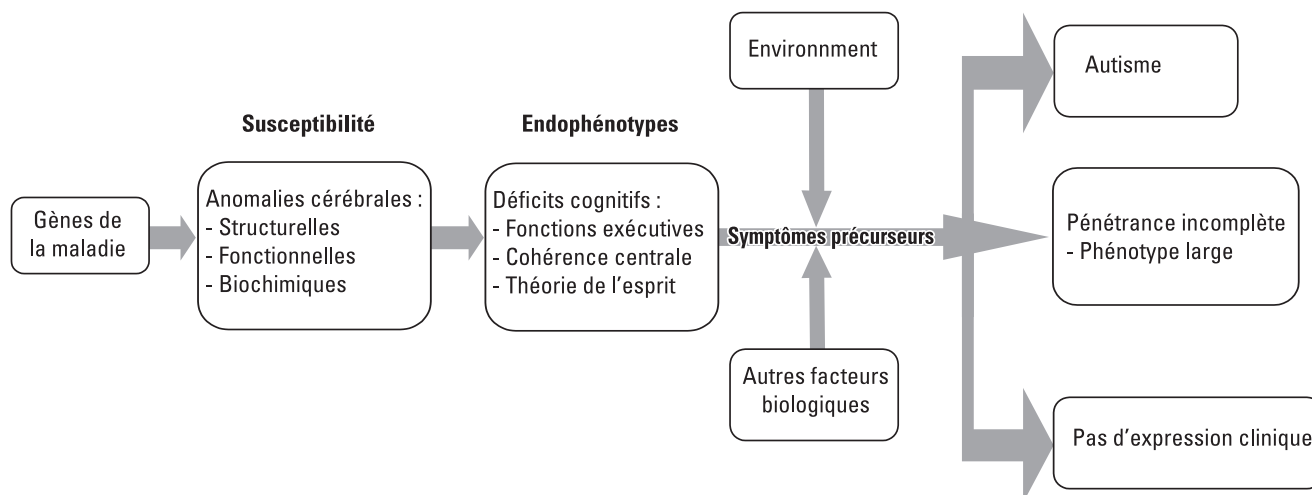 Environnment
Autisme
Susceptibilité
Endophénotypes
Gènes de
la maladie
Anomalies cérébrales :
- Structurelles
- Fonctionnelles
- Biochimiques
Déficits cognitifs :
- Fonctions exécutives
- Cohérence centrale
- Théorie de l'esprit
Symptômes précurseurs
Pénétrance incomplète
- Phénotype large
Autres facteurs
biologiques
Pas d'expression clinique